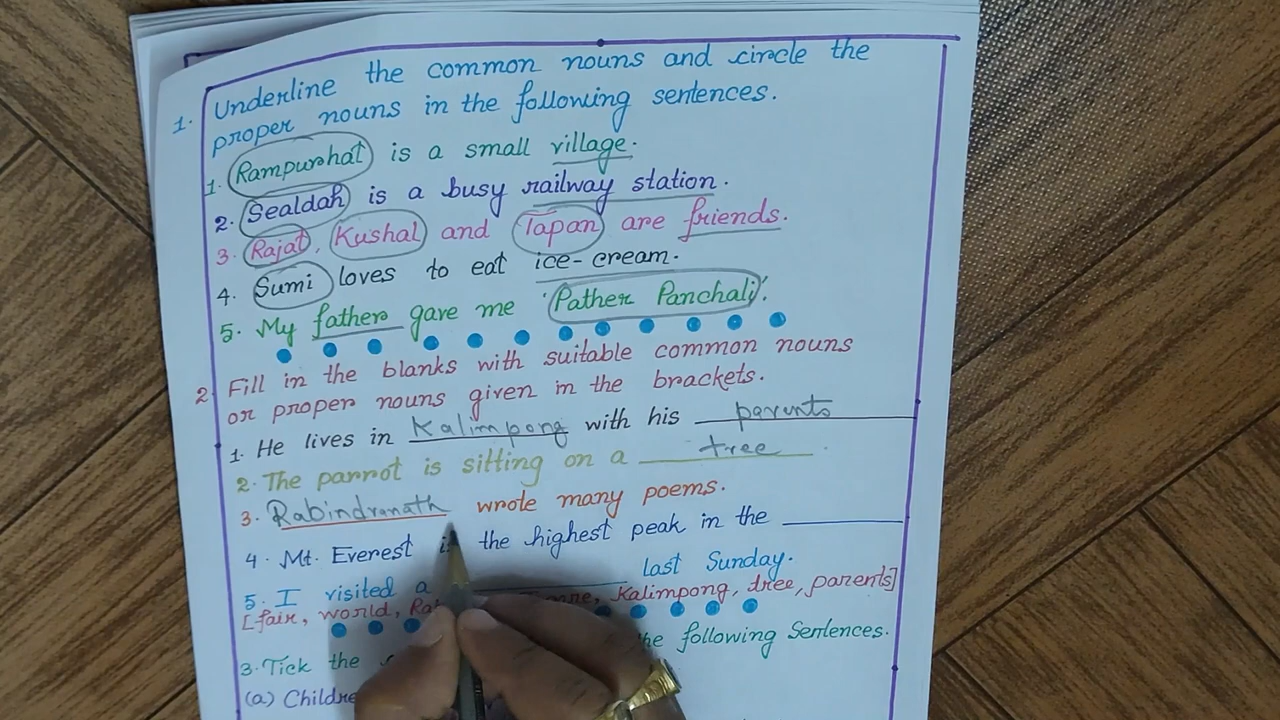 1. Underline the common nouns and circle the
proper nouns in the following sentences.
1. Rampurhat is a small village.
2. Sealdah is a busy railway station.
3. Rajat, Kushal and Tapan are friends.
4. Sumi loves to eat ice-cream.
5. My father gave me 'Pather Panchali'.
2. Fill in the blanks with suitable common nouns
or proper nouns given in the brackets.
1. He lives in Kalimpong with his parents
2. The parrot is sitting on a tree.
3. Rabindranath wrote many poems.
4. Mt. Everest is the highest peak in the
5. I visited a last Sunday.
[fair, world, Kalimpong, tree, parents]
3. Tick the the following Sentences.
(a)